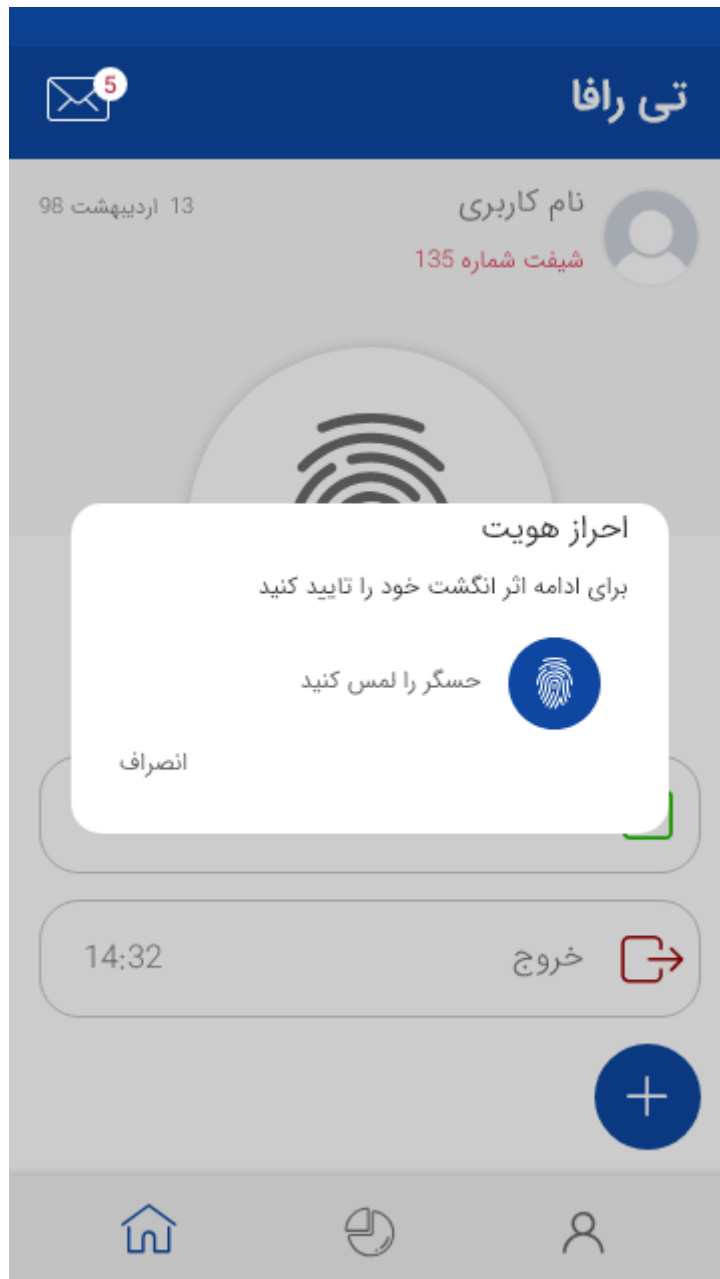 تی رافا
5
نام کاربری
13 اردیبهشت 98
شیفت شماره 135
احراز هویت
برای ادامه اثر انگشت خود را تایید کنید
حسگر را لمس کنید
انصراف
خروج
14:32